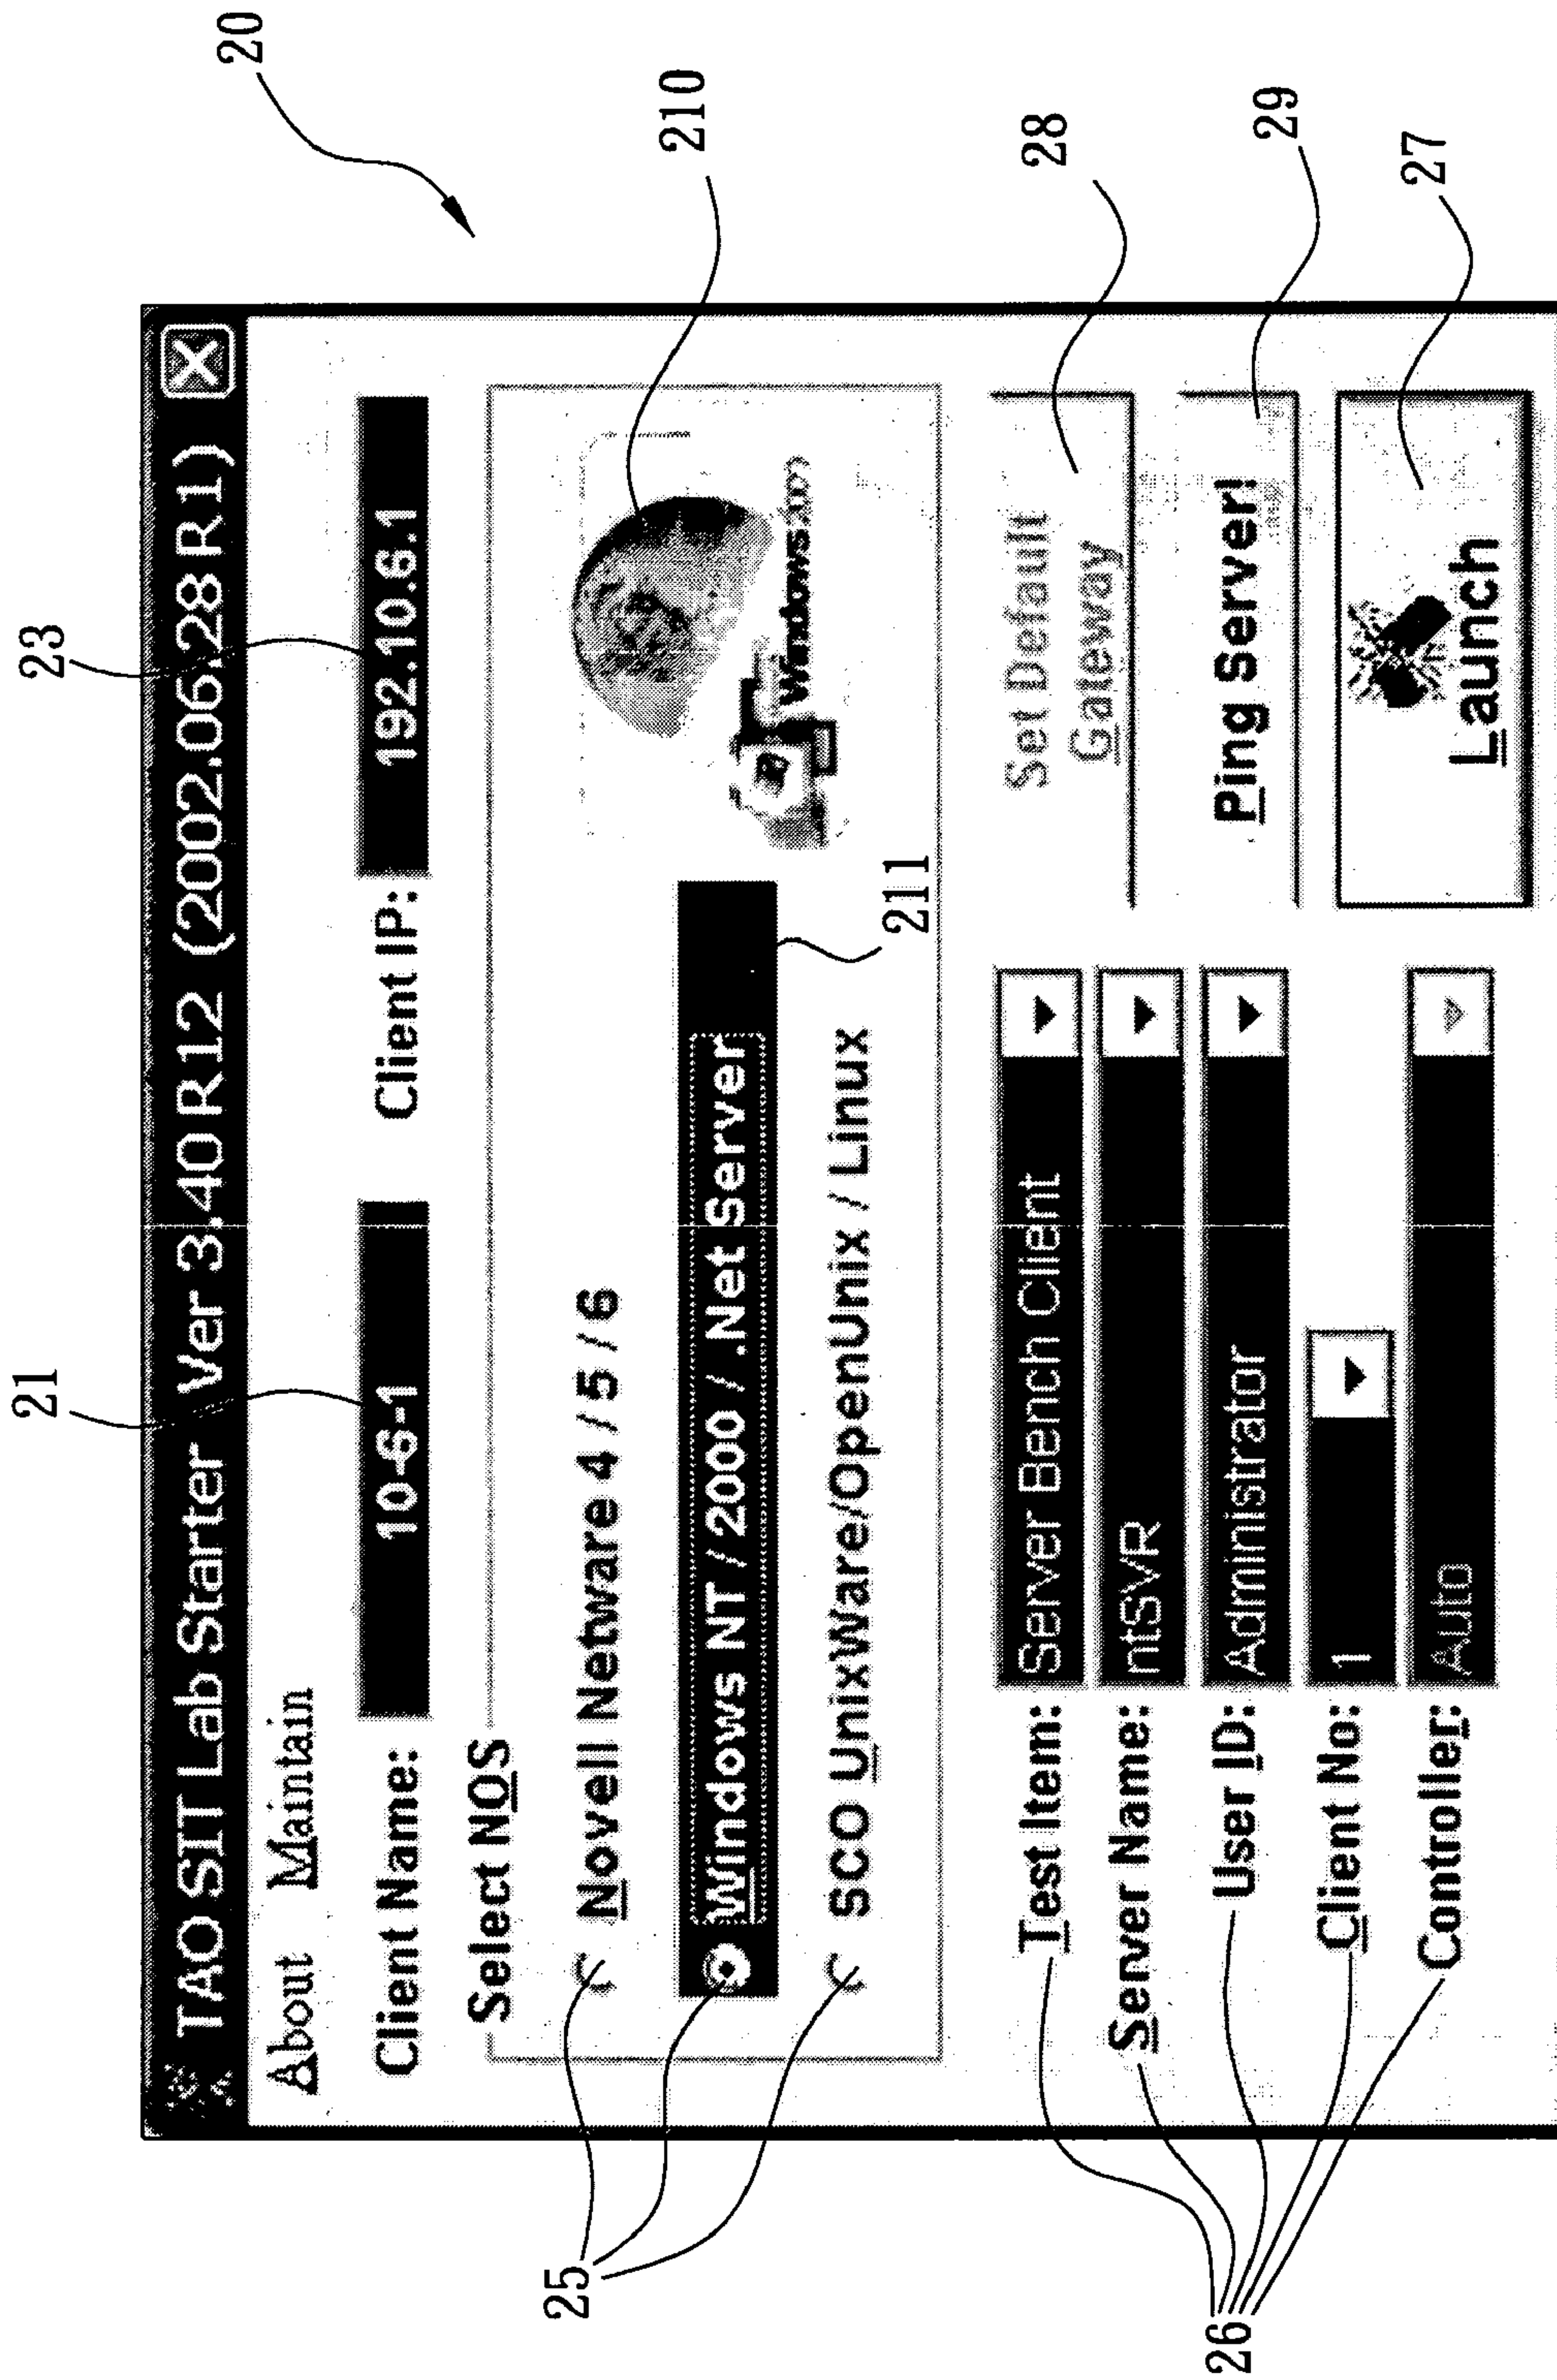 20
21
23
TAO SIT Lab Starter Ver 3.40 R12 (2002.06.28 R1)
About Maintain
Client Name: 10-6-1 Client IP: 192.10.6.1
Select NOS
25
Novell Netware 4 / 5 / 6
210
Windows NT / 2000 / .Net Server
Windows
211
SCO UnixWare/OpenUnix / Linux
26
Test Item: Server Bench Client
Set Default
Gateway
28
Server Name: ntSVR
User ID: Administrator
Ping Server!
29
Client No: 1
Controller: Auto
Launch
27